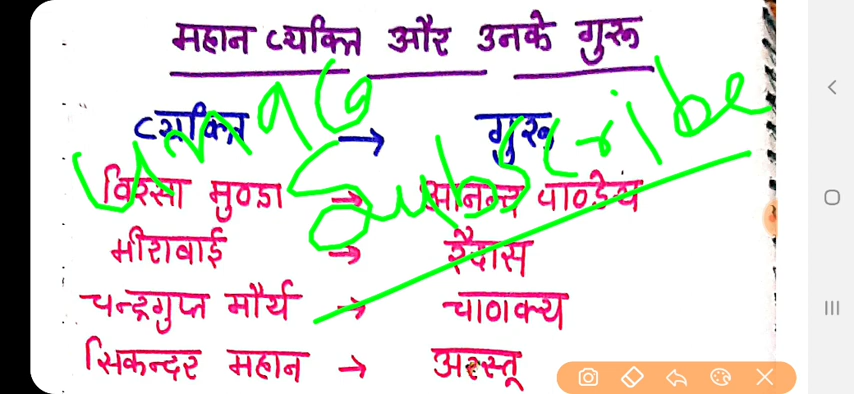 महान व्यक्ति और उनके गुरू
व्यक्ति → गुरू
Subscribe
विरसा मुण्डा → आनन्द पाण्डेय
मीरावाई → रैदास
चन्द्रगुप्त मौर्य → चाणक्य
सिकन्दर महान → अरस्तू